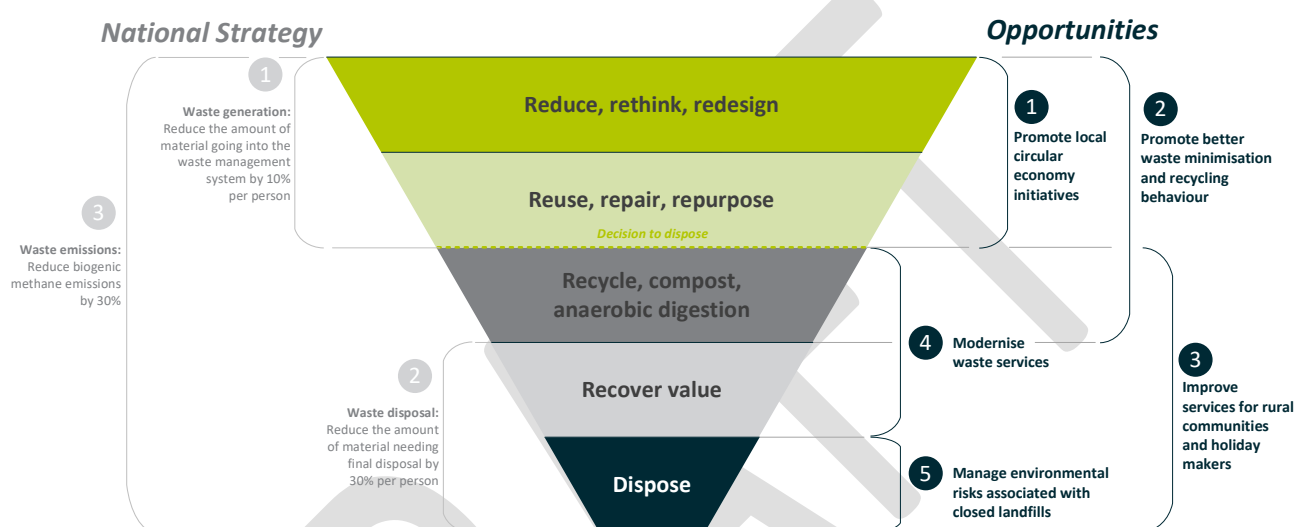 National Strategy
Opportunities
1
Waste generation:
Reduce the amount of
material going into the
waste management
system by 10%
per person
3
Waste emissions:
Reduce biogenic
methane emissions
by 30%
2
Waste disposal:
Reduce the amount
of material needing
final disposal by
30% per person
Reduce, rethink, redesign
Reuse, repair, repurpose
Decision to dispose
Recycle, compost,
anaerobic digestion
Recover value
Dispose
1
Promote local
circular
economy
initiatives
2
Promote better
waste minimisation
and recycling
behaviour
4
Modernise
waste services
3
Improve
services for rural
communities
and holiday
makers
5
Manage environmental
risks associated with
closed landfills